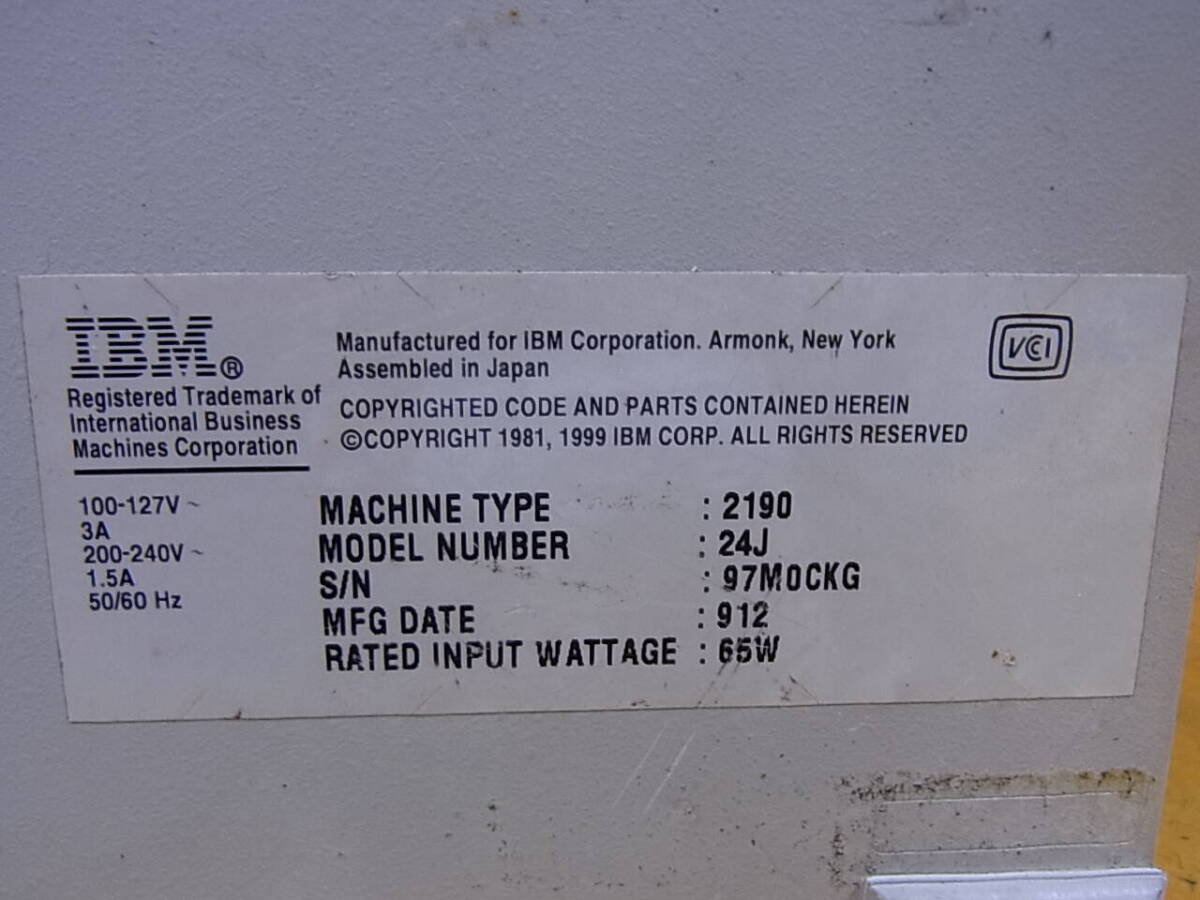 IBM®
Registered Trademark of
International Business
Machines Corporation
Manufactured for IBM Corporation. Armonk, New York
Assembled in Japan
COPYRIGHTED CODE AND PARTS CONTAINED HEREIN
©COPYRIGHT 1981, 1999 IBM CORP. ALL RIGHTS RESERVED
VCI
100-127V ~
3A
200-240V ~
1.5A
50/60 Hz
MACHINE TYPE : 2190
MODEL NUMBER : 24J
S/N : 97M0CKG
MFG DATE : 912
RATED INPUT WATTAGE : 65W